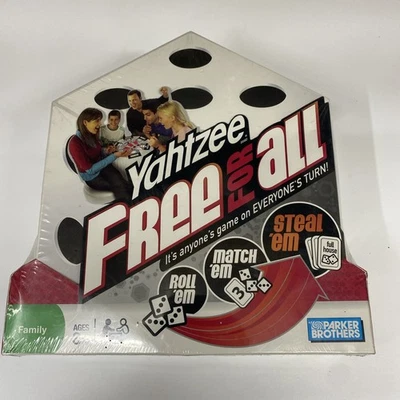 Yahtzee
FREE FOR all
It's anyone's game on EVERYONE'S TURN!
ROLL 'em
MATCH 'em
STEAL 'em
full house
3
Family
AGES
PARKER BROTHERS